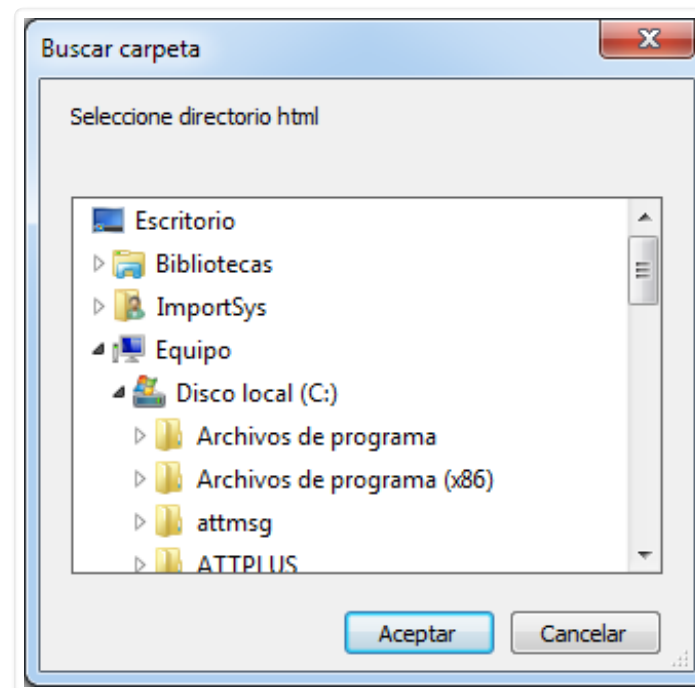 Buscar carpeta
Seleccione directorio html
Escritorio
Bibliotecas
ImportSys
Equipo
Disco local (C:)
Archivos de programa
Archivos de programa (x86)
attmsg
ATTPLUS
Aceptar Cancelar